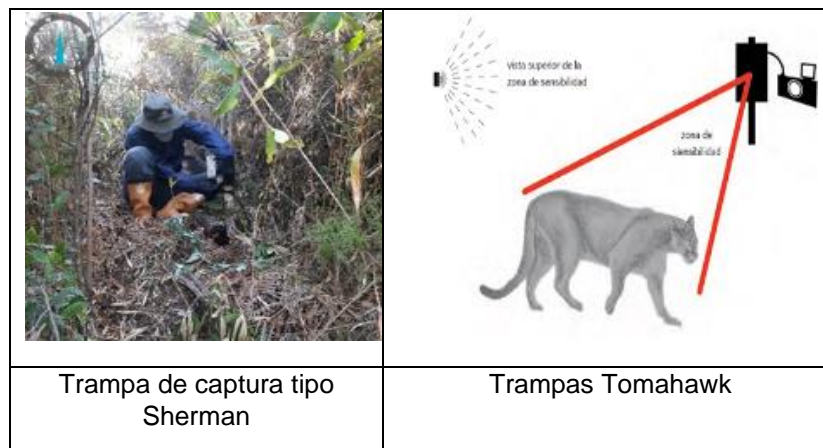 vista superior de la
zona de sensibilidad
zona de
sensibilidad
Trampa de captura tipo
Sherman
Trampas Tomahawk